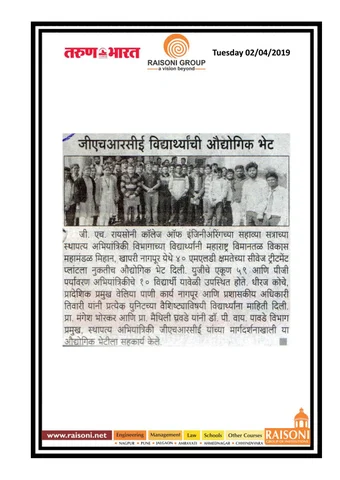 तरुण भारत
RAISONI GROUP
a vision beyond
Tuesday 02/04/2019
जीएचआरसीई विद्यार्थ्यांची औद्योगिक भेट
जी. एच. रायसोनी कॉलेज ऑफ इंजिनीअरिंगच्या सहाव्या सत्राच्या
स्थापत्य अभियांत्रिकी विभागाच्या विद्यार्थ्यांनी महाराष्ट्र विमानतळ विकास
महामंडळ मिहान, खापरी नागपूर येथे ४० एमएलडी क्षमतेच्या सीवेज ट्रीटमेंट
प्लांटला नुकतीच औद्योगिक भेट दिली. युजीचे एकूण ५९ आणि पीजी
पर्यावरण अभियांत्रिकीचे १० विद्यार्थी यावेळी उपस्थित होते. धीरज कोचे,
प्रादेशिक प्रमुख वेलिया पाणी कार्य नागपूर आणि प्रशासकीय अधिकारी
तिवारी यांनी प्रत्येक युनिटच्या वैशिष्ट्याविषयी विद्यार्थ्यांना माहिती दिली.
प्रा. मंगेश भोरकर आणि प्रा. मैथिली प्रवडे यांनी डॉ. पी. वाय. पावडे विभाग
प्रमुख, स्थापत्य अभियांत्रिकी जीएचआरसीई यांच्या मार्गदर्शनाखाली या
औद्योगिक भेटीला सहकार्य केले.
www.raisoni.net Engineering Management Law Schools Other Courses RAISONI
• NAGPUR • PUNE • JALGAON • AMRAVATI • AHMEDNAGAR • CHHINDWARA